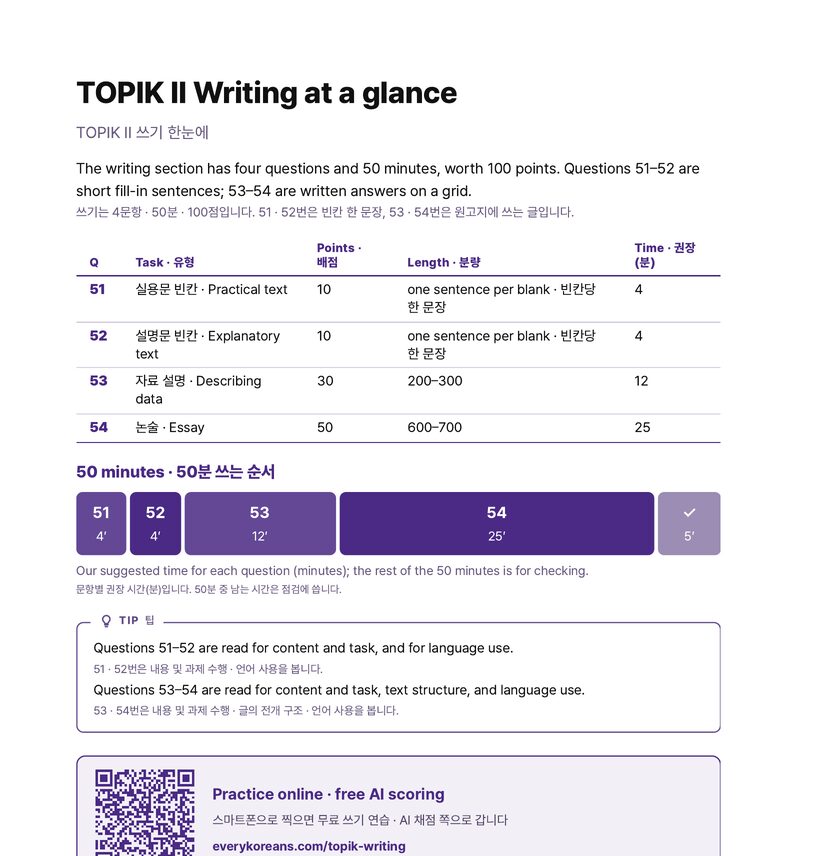 TOPIK II Writing at a glance
TOPIK II 쓰기 한눈에
The writing section has four questions and 50 minutes, worth 100 points. Questions 51–52 are
short fill-in sentences; 53–54 are written answers on a grid.
쓰기는 4문항 · 50분 · 100점입니다. 51 · 52번은 빈칸 한 문장, 53 · 54번은 원고지에 쓰는 글입니다.
Q Task · 유형 Points · 배점 Length · 분량 Time · 권장 (분)
51 실용문 빈칸 · Practical text 10 one sentence per blank · 빈칸당 한 문장 4
52 설명문 빈칸 · Explanatory text 10 one sentence per blank · 빈칸당 한 문장 4
53 자료 설명 · Describing data 30 200–300 12
54 논술 · Essay 50 600–700 25
50 minutes · 50분 쓰는 순서
51 52 53 54 ✓
4′ 4′ 12′ 25′ 5′
Our suggested time for each question (minutes); the rest of the 50 minutes is for checking.
문항별 권장 시간(분)입니다. 50분 중 남는 시간은 점검에 씁니다.
TIP 팁
Questions 51–52 are read for content and task, and for language use.
51 · 52번은 내용 및 과제 수행 · 언어 사용을 봅니다.
Questions 53–54 are read for content and task, text structure, and language use.
53 · 54번은 내용 및 과제 수행 · 글의 전개 구조 · 언어 사용을 봅니다.
Practice online · free AI scoring
스마트폰으로 찍으면 무료 쓰기 연습 · AI 채점 쪽으로 갑니다
everykoreans.com/topik-writing